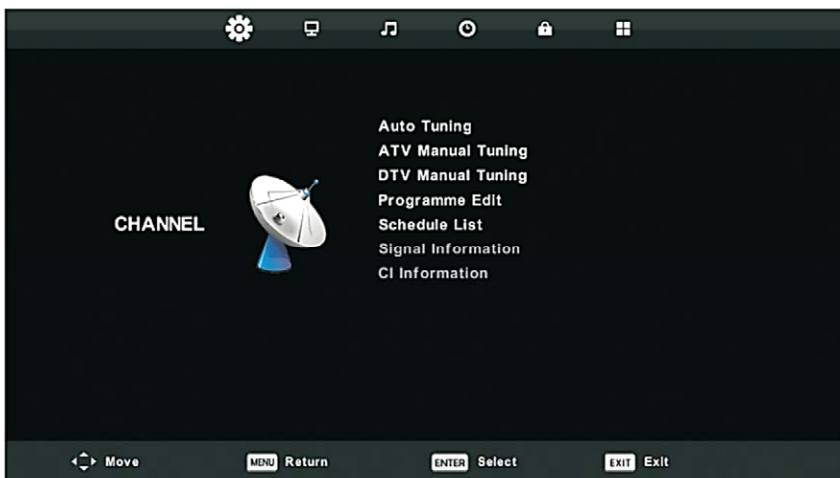 Auto Tuning
ATV Manual Tuning
DTV Manual Tuning
Programme Edit
CHANNEL
Schedule List
Signal Information
CI Information
Move MENU Return ENTER Select EXIT Exit